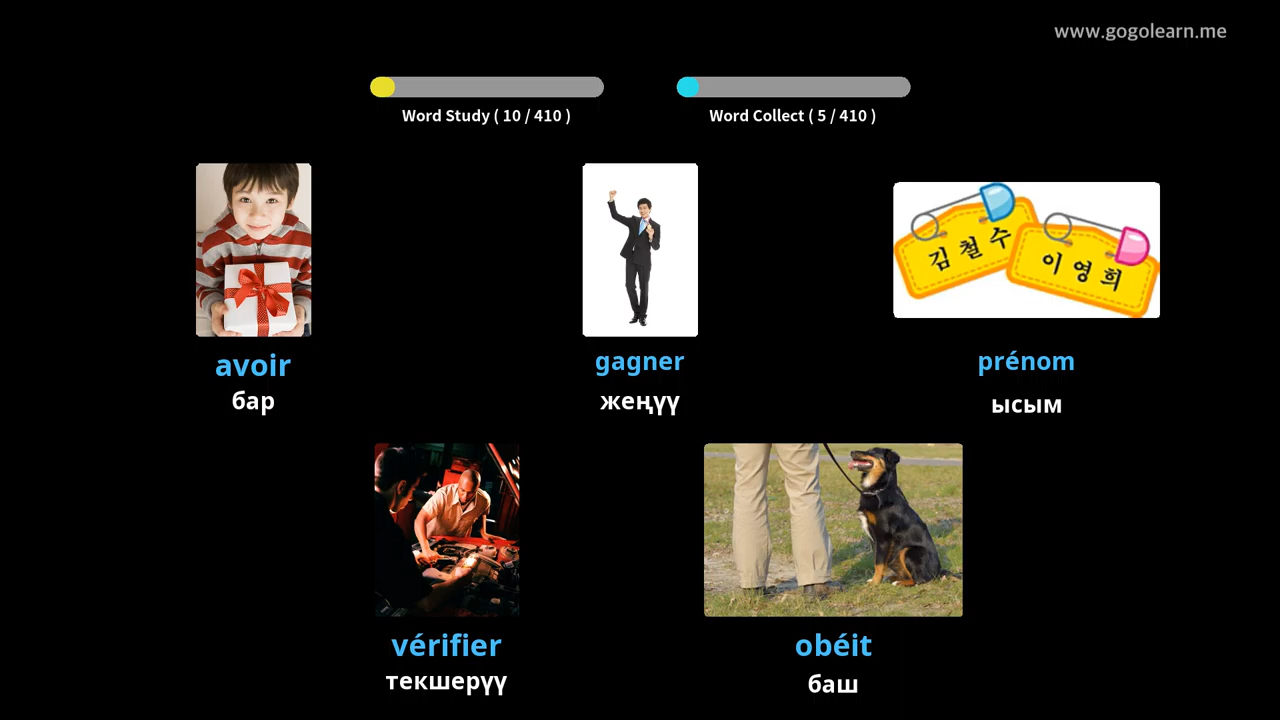 www.gogolearn.me
Word Study ( 10 / 410 )
Word Collect ( 5 / 410 )
김철수
이영희
avoir
бар
gagner
жеңүү
prénom
ысым
vérifier
текшерүү
obéit
баш